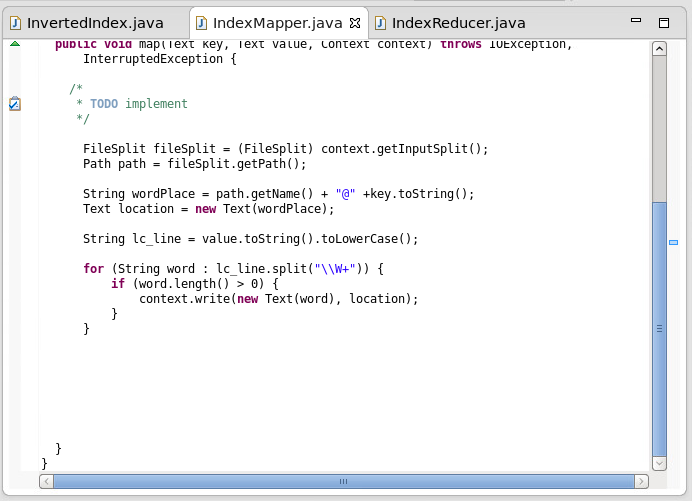 InvertedIndex.java IndexMapper.java IndexReducer.java
public void map(Text key, Text value, Context context) throws IOException,
InterruptedException {
/*
* TODO implement
*/
FileSplit fileSplit = (FileSplit) context.getInputSplit();
Path path = fileSplit.getPath();
String wordPlace = path.getName() + "@" +key.toString();
Text location = new Text(wordPlace);
String lc_line = value.toString().toLowerCase();
for (String word : lc_line.split("\\W+")) {
if (word.length() > 0) {
context.write(new Text(word), location);
}
}
}
}